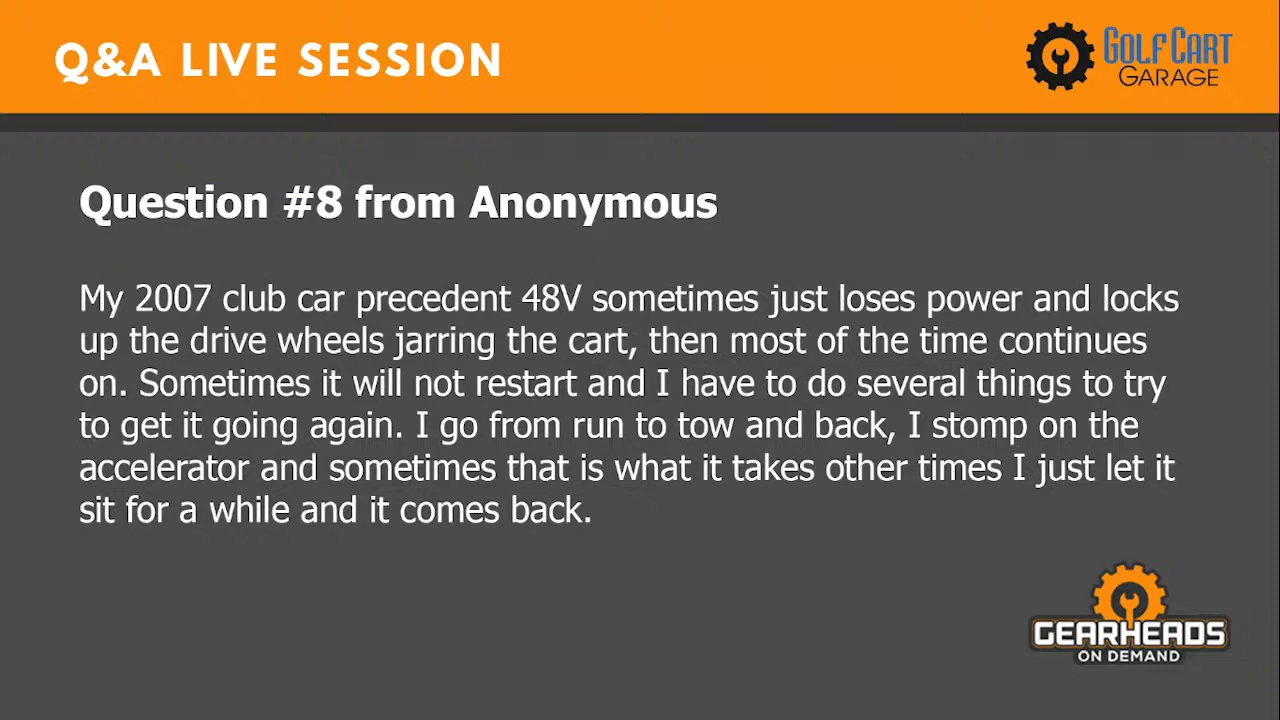 Q&A LIVE SESSION
GOLF CART
GARAGE
Question #8 from Anonymous
My 2007 club car precedent 48V sometimes just loses power and locks
up the drive wheels jarring the cart, then most of the time continues
on. Sometimes it will not restart and I have to do several things to try
to get it going again. I go from run to tow and back, I stomp on the
accelerator and sometimes that is what it takes other times I just let it
sit for a while and it comes back.
GEARHEADS
ON DEMAND